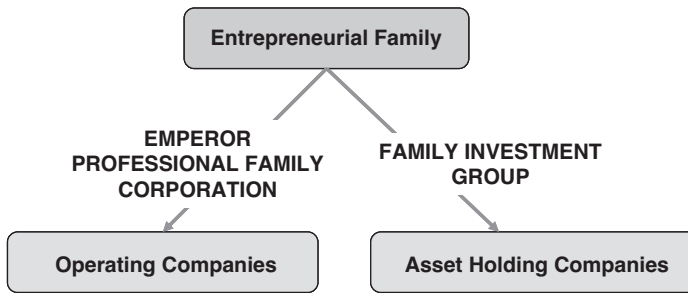 Entrepreneurial Family
EMPEROR
PROFESSIONAL FAMILY
CORPORATION
FAMILY INVESTMENT
GROUP
Operating Companies
Asset Holding Companies